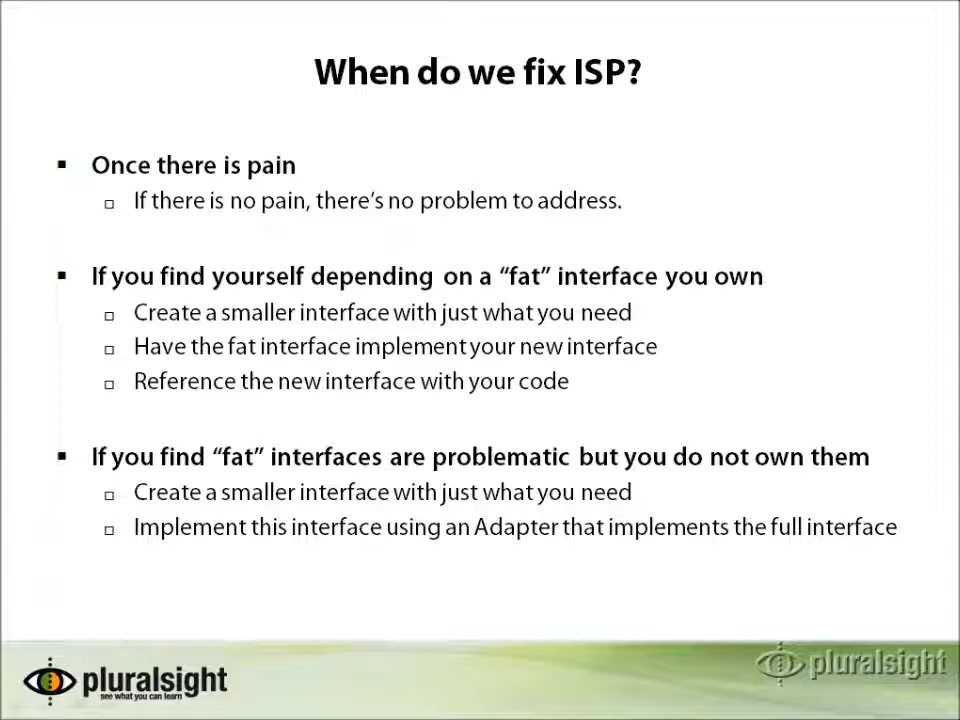 When do we fix ISP?
▪ Once there is pain
▫ If there is no pain, there's no problem to address.
▪ If you find yourself depending on a “fat” interface you own
▫ Create a smaller interface with just what you need
▫ Have the fat interface implement your new interface
▫ Reference the new interface with your code
▪ If you find “fat” interfaces are problematic but you do not own them
▫ Create a smaller interface with just what you need
▫ Implement this interface using an Adapter that implements the full interface
pluralsight
see what you can learn
pluralsight